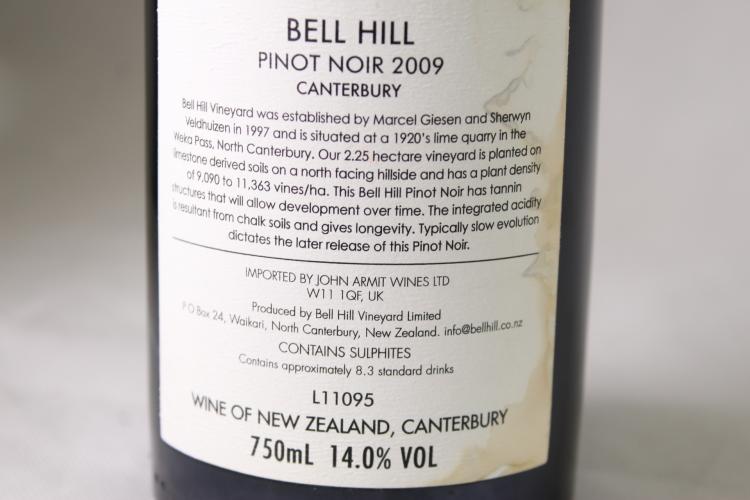 BELL HILL
PINOT NOIR 2009
CANTERBURY
Bell Hill Vineyard was established by Marcel Giesen and Sherwyn
Veldhuizen in 1997 and is situated at a 1920's lime quarry in the
Weka Pass, North Canterbury. Our 2.25 hectare vineyard is planted on
limestone derived soils on a north facing hillside and has a plant density
of 9,090 to 11,363 vines/ha. This Bell Hill Pinot Noir has tannin
structures that will allow development over time. The integrated acidity
is resultant from chalk soils and gives longevity. Typically slow evolution
dictates the later release of this Pinot Noir.
IMPORTED BY JOHN ARMIT WINES LTD
W11 1QF, UK
Produced by Bell Hill Vineyard Limited
P O Box 24, Waikari, North Canterbury, New Zealand. info@bellhill.co.nz
CONTAINS SULPHITES
Contains approximately 8.3 standard drinks
L11095
WINE OF NEW ZEALAND, CANTERBURY
750mL 14.0% VOL